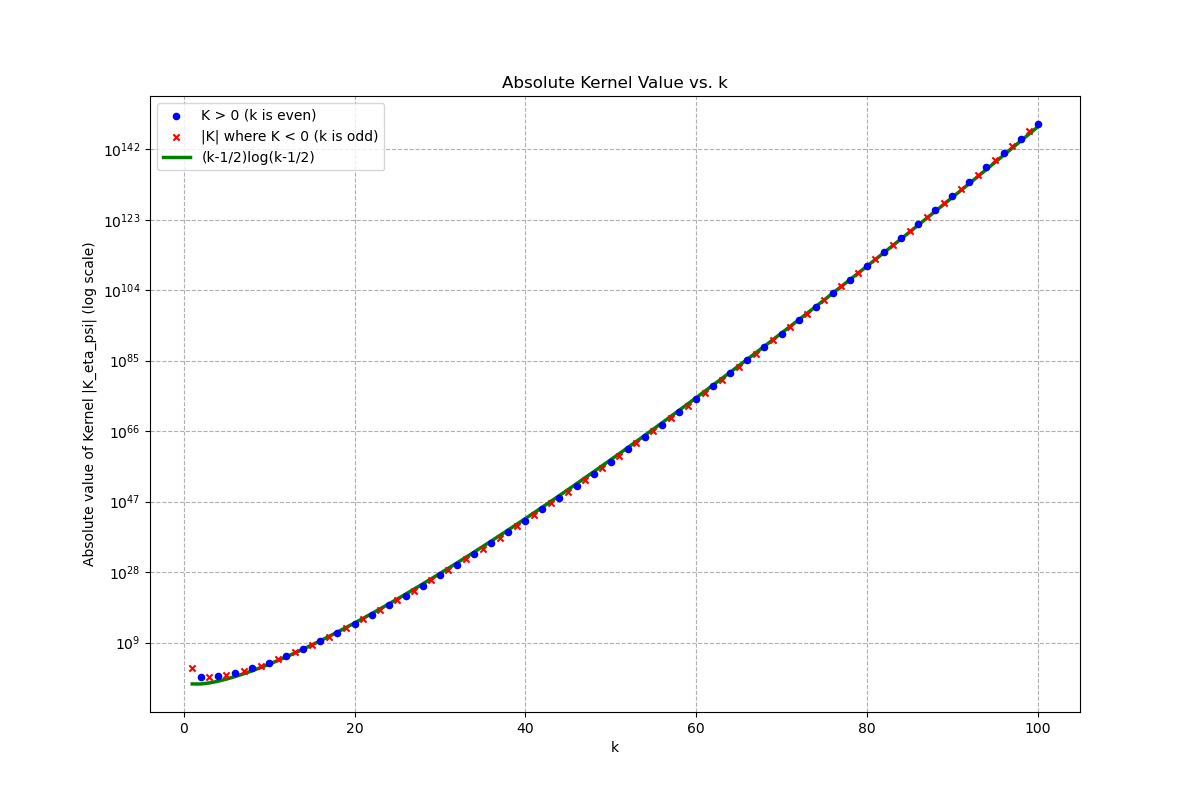 Absolute Kernel Value vs. k
K > 0 (k is even)
|K| where K < 0 (k is odd)
(k-1/2)log(k-1/2)
Absolute value of Kernel |K_eta_psi| (log scale)
10^142
10^123
10^104
10^85
10^66
10^47
10^28
10^9
0 20 40 60 80 100
k